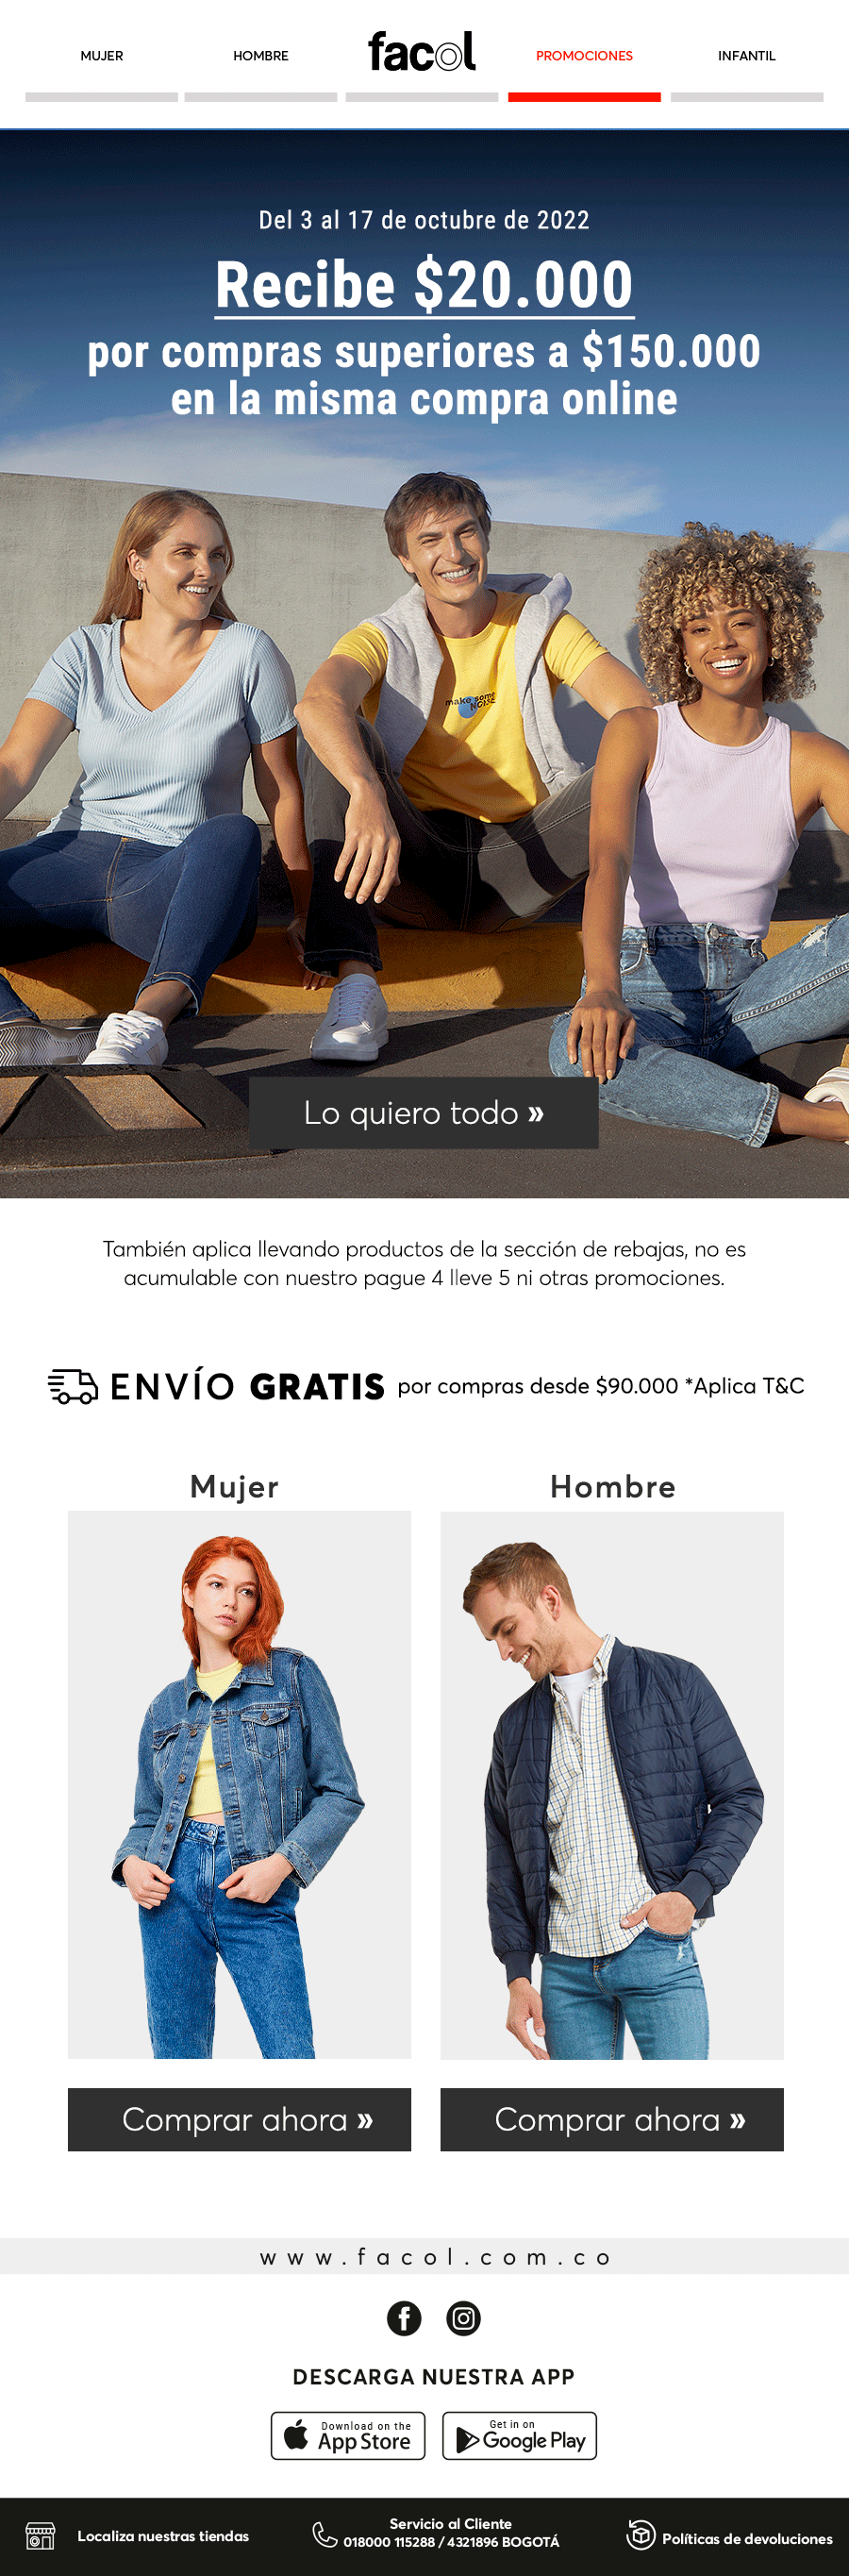 MUJER
HOMBRE
facol
PROMOCIONES
INFANTIL
Del 3 al 17 de octubre de 2022
Recibe $20.000
por compras superiores a $150.000
en la misma compra online
make some
NOISE
Lo quiero todo »
También aplica llevando productos de la sección de rebajas, no es
acumulable con nuestro pague 4 lleve 5 ni otras promociones.
ENVÍO GRATIS por compras desde $90.000 *Aplica T&C
Mujer
Hombre
Comprar ahora »
Comprar ahora »
www.facol.com.co
DESCARGA NUESTRA APP
Download on the
App Store
Get in on
Google Play
Localiza nuestras tiendas
Servicio al Cliente
018000 115288 / 4321896 BOGOTÁ
Políticas de devoluciones